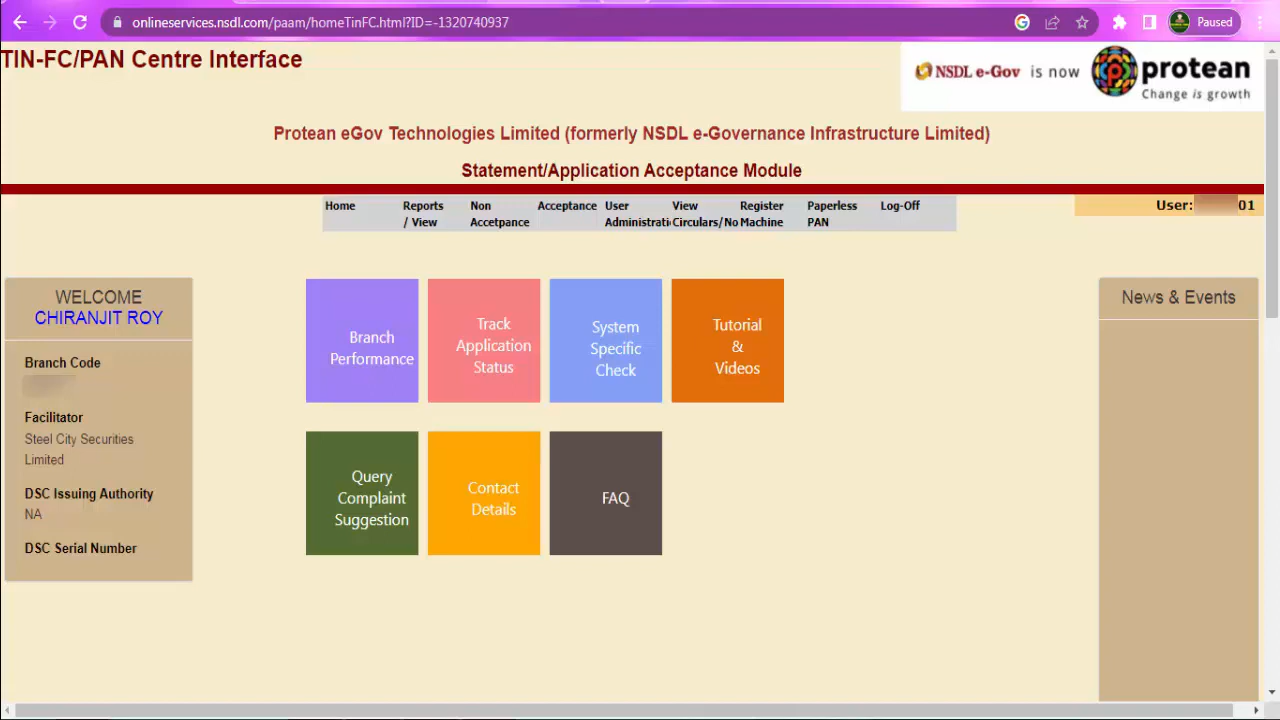 onlineservices.nsdl.com/paam/homeTinFC.html?ID=-1320740937
Paused
TIN-FC/PAN Centre Interface
NSDL e-Gov is now protean
Change is growth
Protean eGov Technologies Limited (formerly NSDL e-Governance Infrastructure Limited)
Statement/Application Acceptance Module
Home Reports Non Acceptance User View Register Paperless Log-Off
/ View Accetpance Administrati Circulars/No Machine PAN
User: 01
WELCOME
CHIRANJIT ROY
Branch Code
Facilitator
Steel City Securities
Limited
DSC Issuing Authority
NA
DSC Serial Number
Branch
Performance
Track
Application
Status
System
Specific
Check
Tutorial
&
Videos
Query
Complaint
Suggestion
Contact
Details
FAQ
News & Events